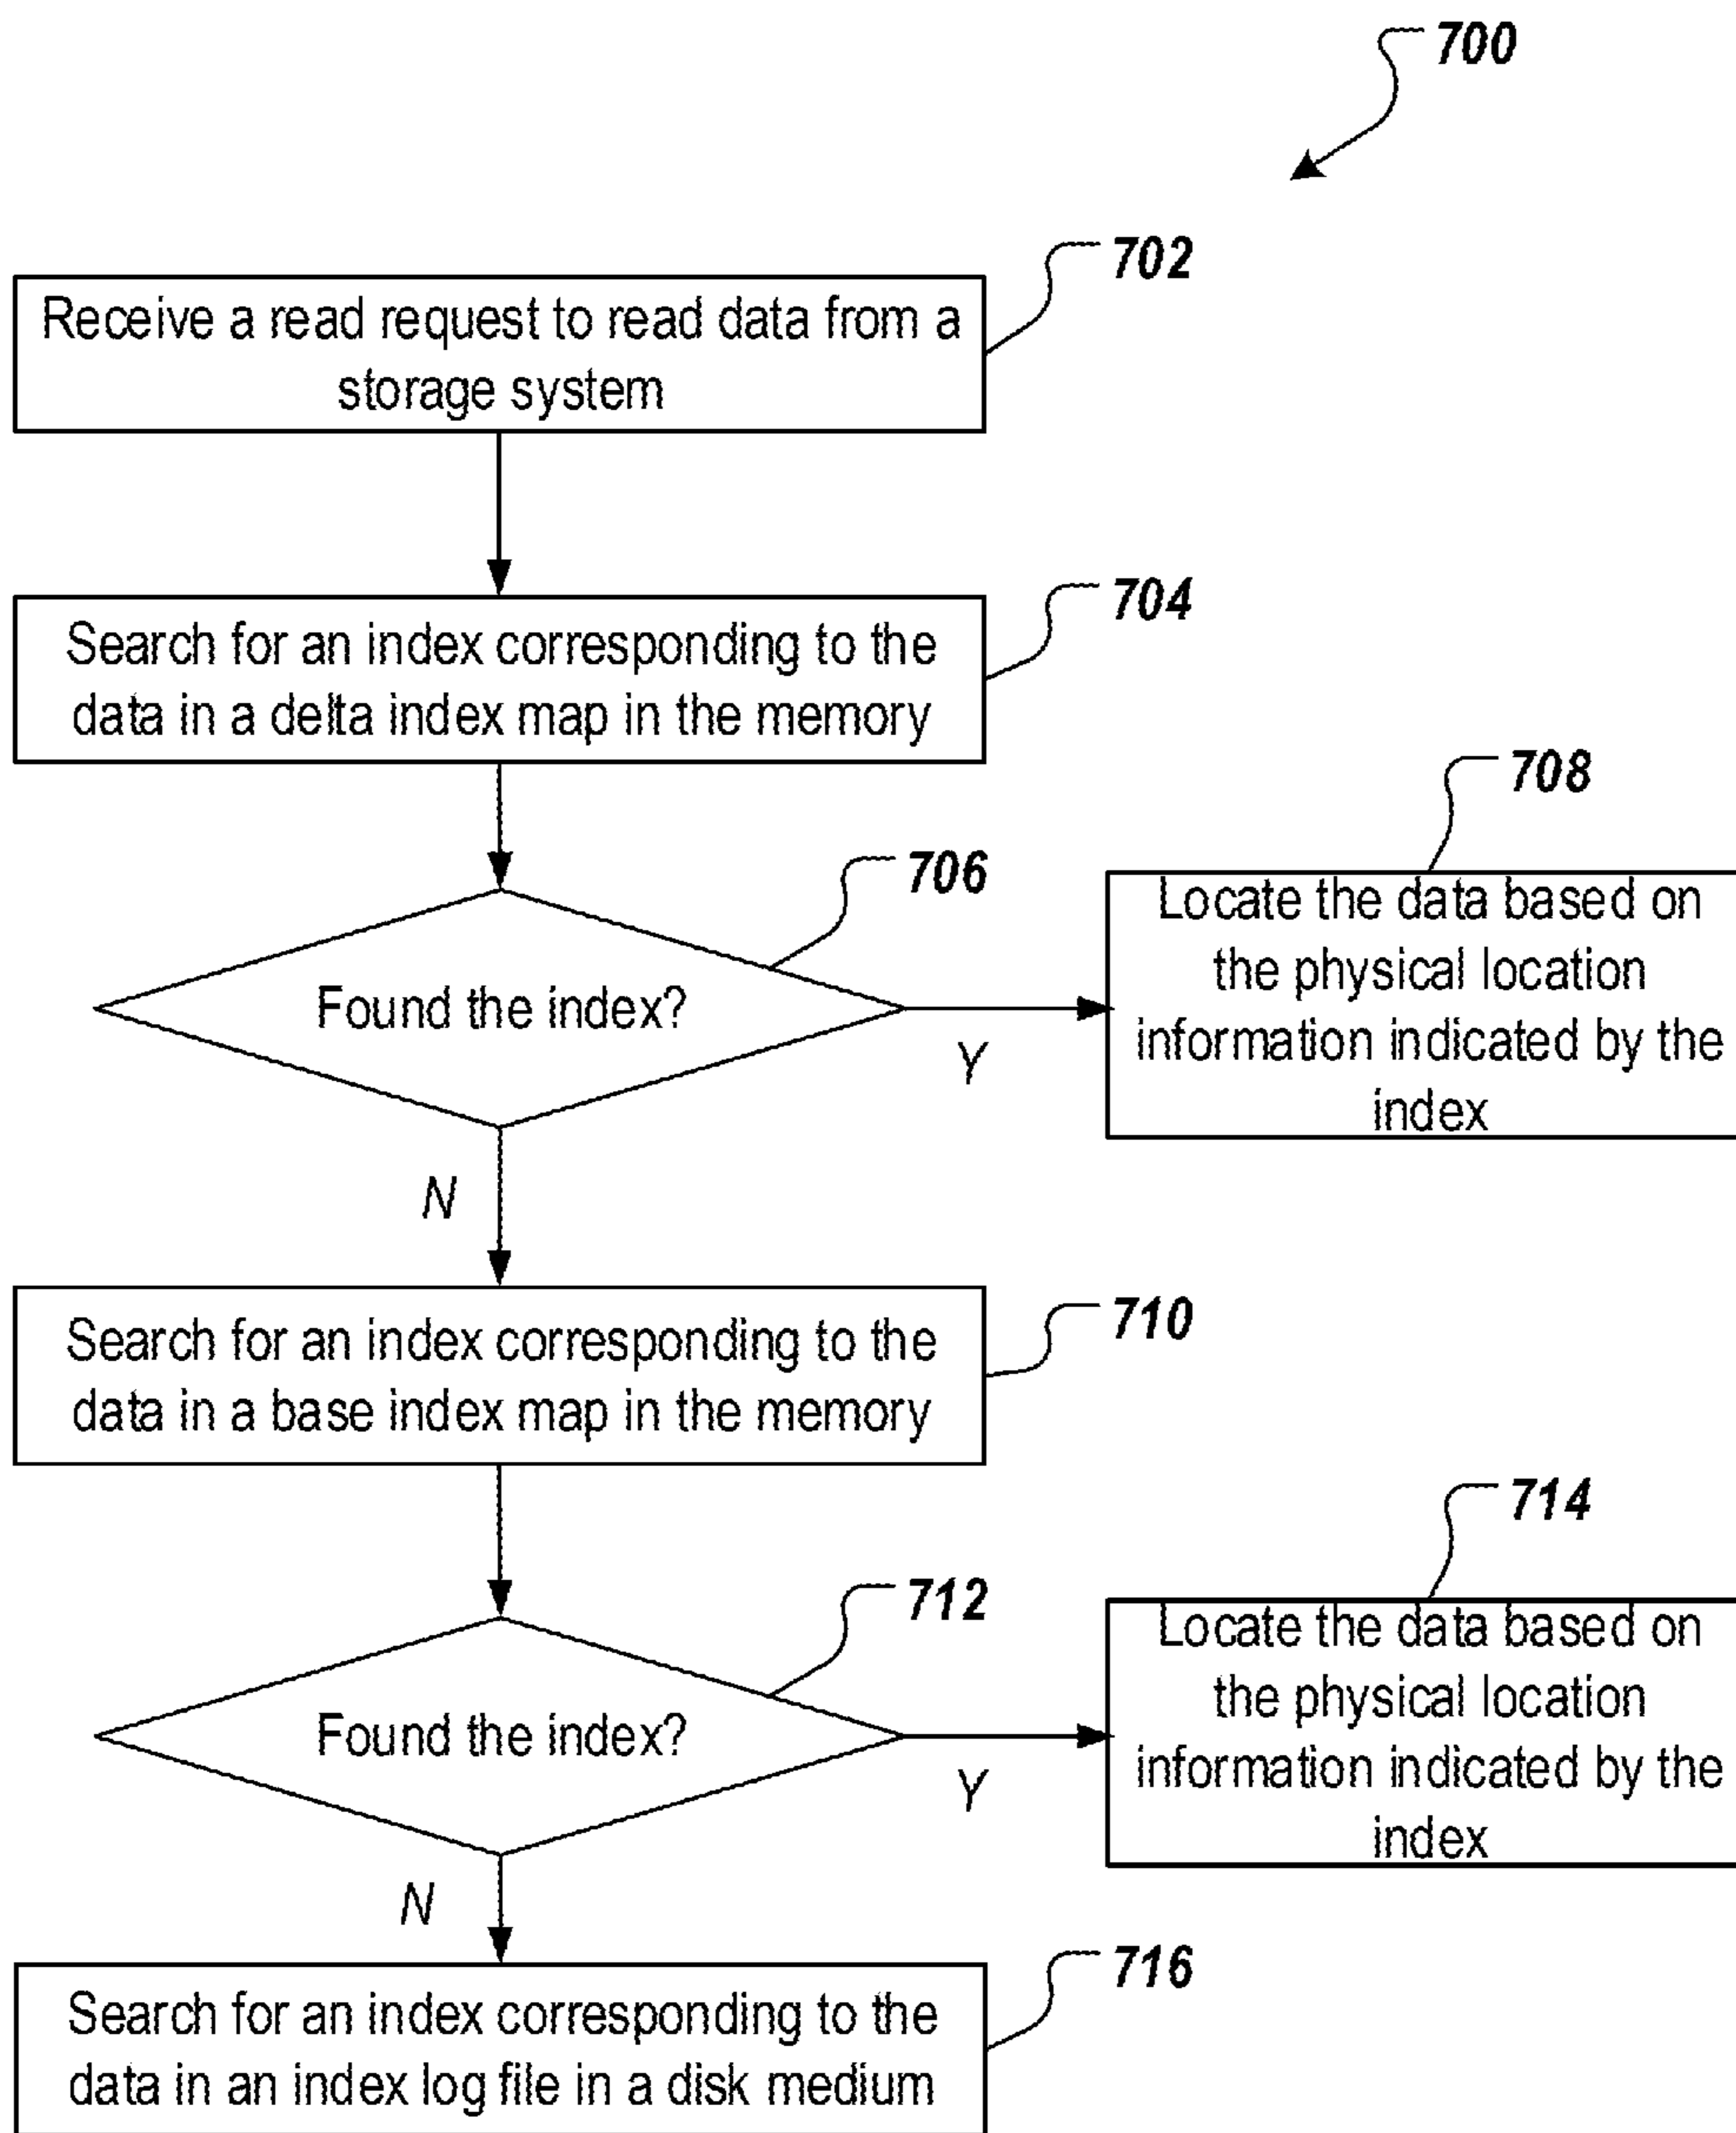 700
702
Receive a read request to read data from a
storage system
704
Search for an index corresponding to the
data in a delta index map in the memory
706
Found the index?
Y
708
Locate the data based on
the physical location
information indicated by the
index
N
710
Search for an index corresponding to the
data in a base index map in the memory
712
Found the index?
Y
714
Locate the data based on
the physical location
information indicated by the
index
N
716
Search for an index corresponding to the
data in an index log file in a disk medium